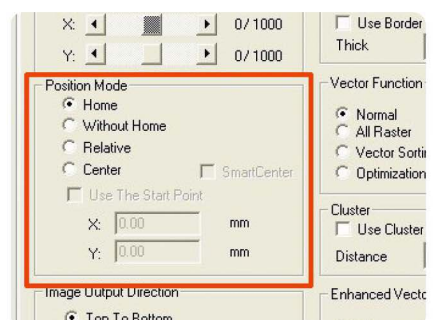 X: 0/ 1000
Y: 0/ 1000
Use Border
Thick
Position Mode
Home
Without Home
Relative
Center
SmartCenter
Use The Start Point
X: 0.00 mm
Y: 0.00 mm
Vector Function
Normal
All Raster
Vector Sorti
Optimization
Cluster
Use Cluster
Distance
Image Output Direction
Top To Bottom
Enhanced Vecto